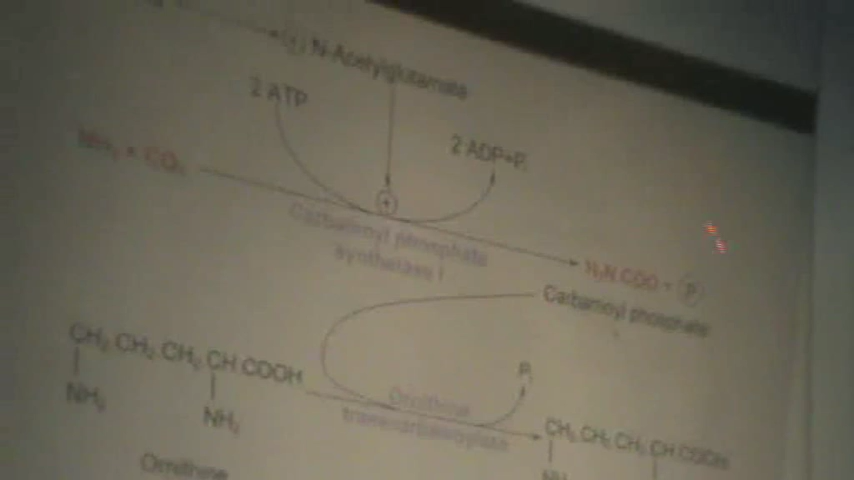 (+) N-Acetylglutamate
2 ATP
2 ADP+Pi
NH3 + CO2
+
Carbamoyl phosphate
synthetase I
H2N COO - P
Carbamoyl phosphate
CH2 CH2 CH2 CH COOH
Pi
NH2
NH2
Ornithine
transcarbamoylase
CH2 CH2 CH2 CH COOH
Ornithine